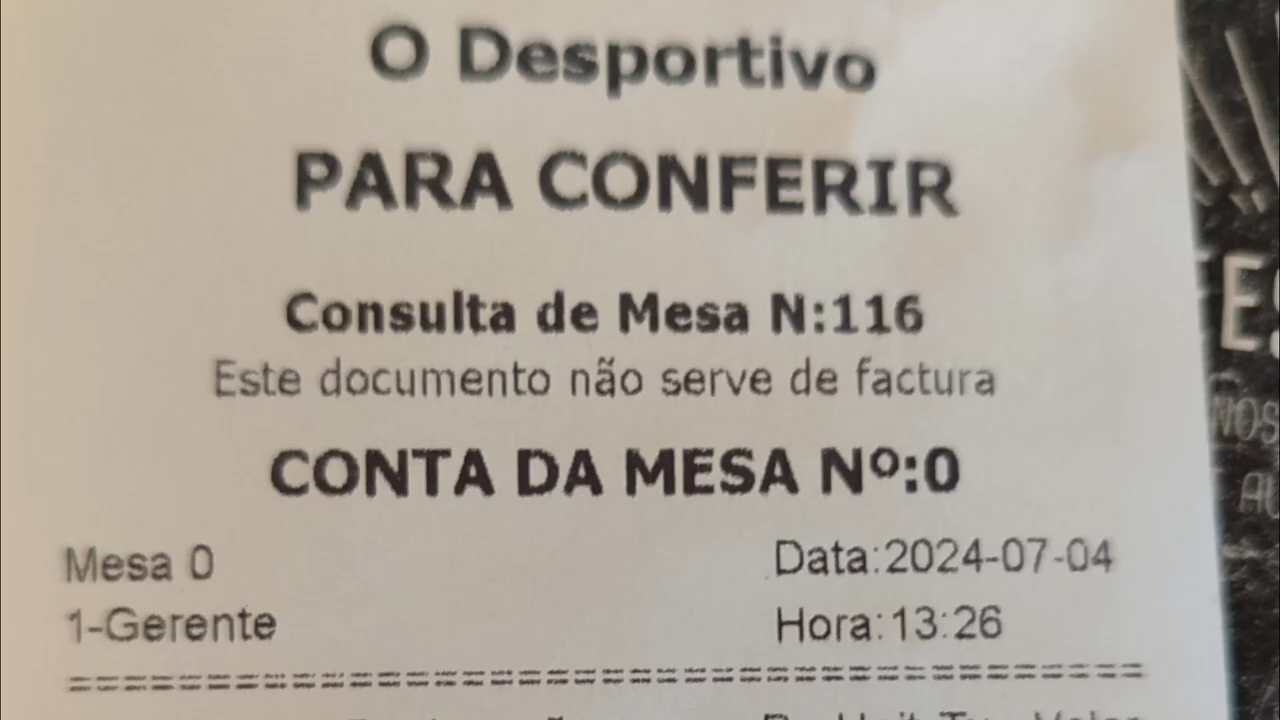 O Desportivo
PARA CONFERIR
Consulta de Mesa N:116
Este documento não serve de factura
CONTA DA MESA Nº:0
Mesa 0 Data:2024-07-04
1-Gerente Hora:13:26